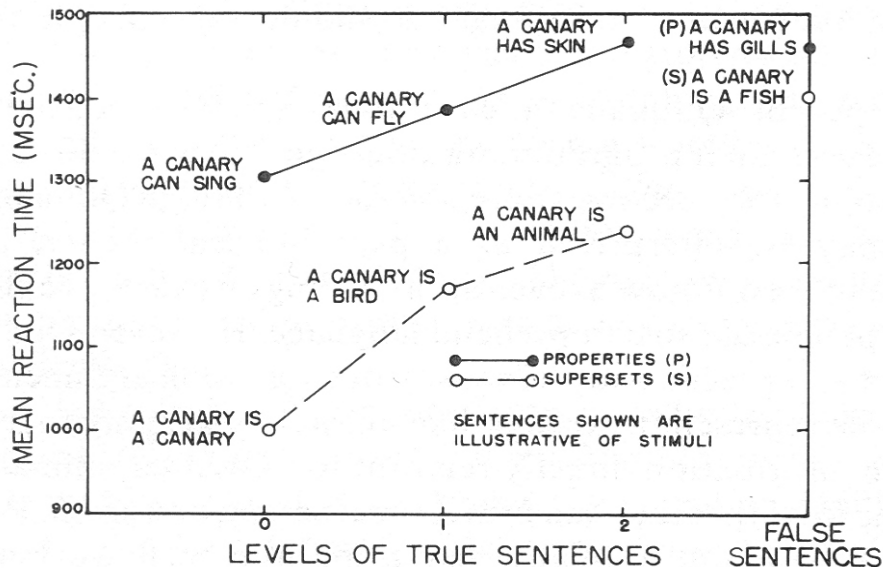 1500
1400
1300
1200
1100
1000
900
MEAN REACTION TIME (MSEC.)
A CANARY
CAN SING
A CANARY
CAN FLY
A CANARY
HAS SKIN
(P) A CANARY
HAS GILLS
(S) A CANARY
IS A FISH
A CANARY IS
A CANARY
A CANARY IS
A BIRD
A CANARY IS
AN ANIMAL
PROPERTIES (P)
SUPERSETS (S)
SENTENCES SHOWN ARE
ILLUSTRATIVE OF STIMULI
0
1
2
FALSE
SENTENCES
LEVELS OF TRUE SENTENCES